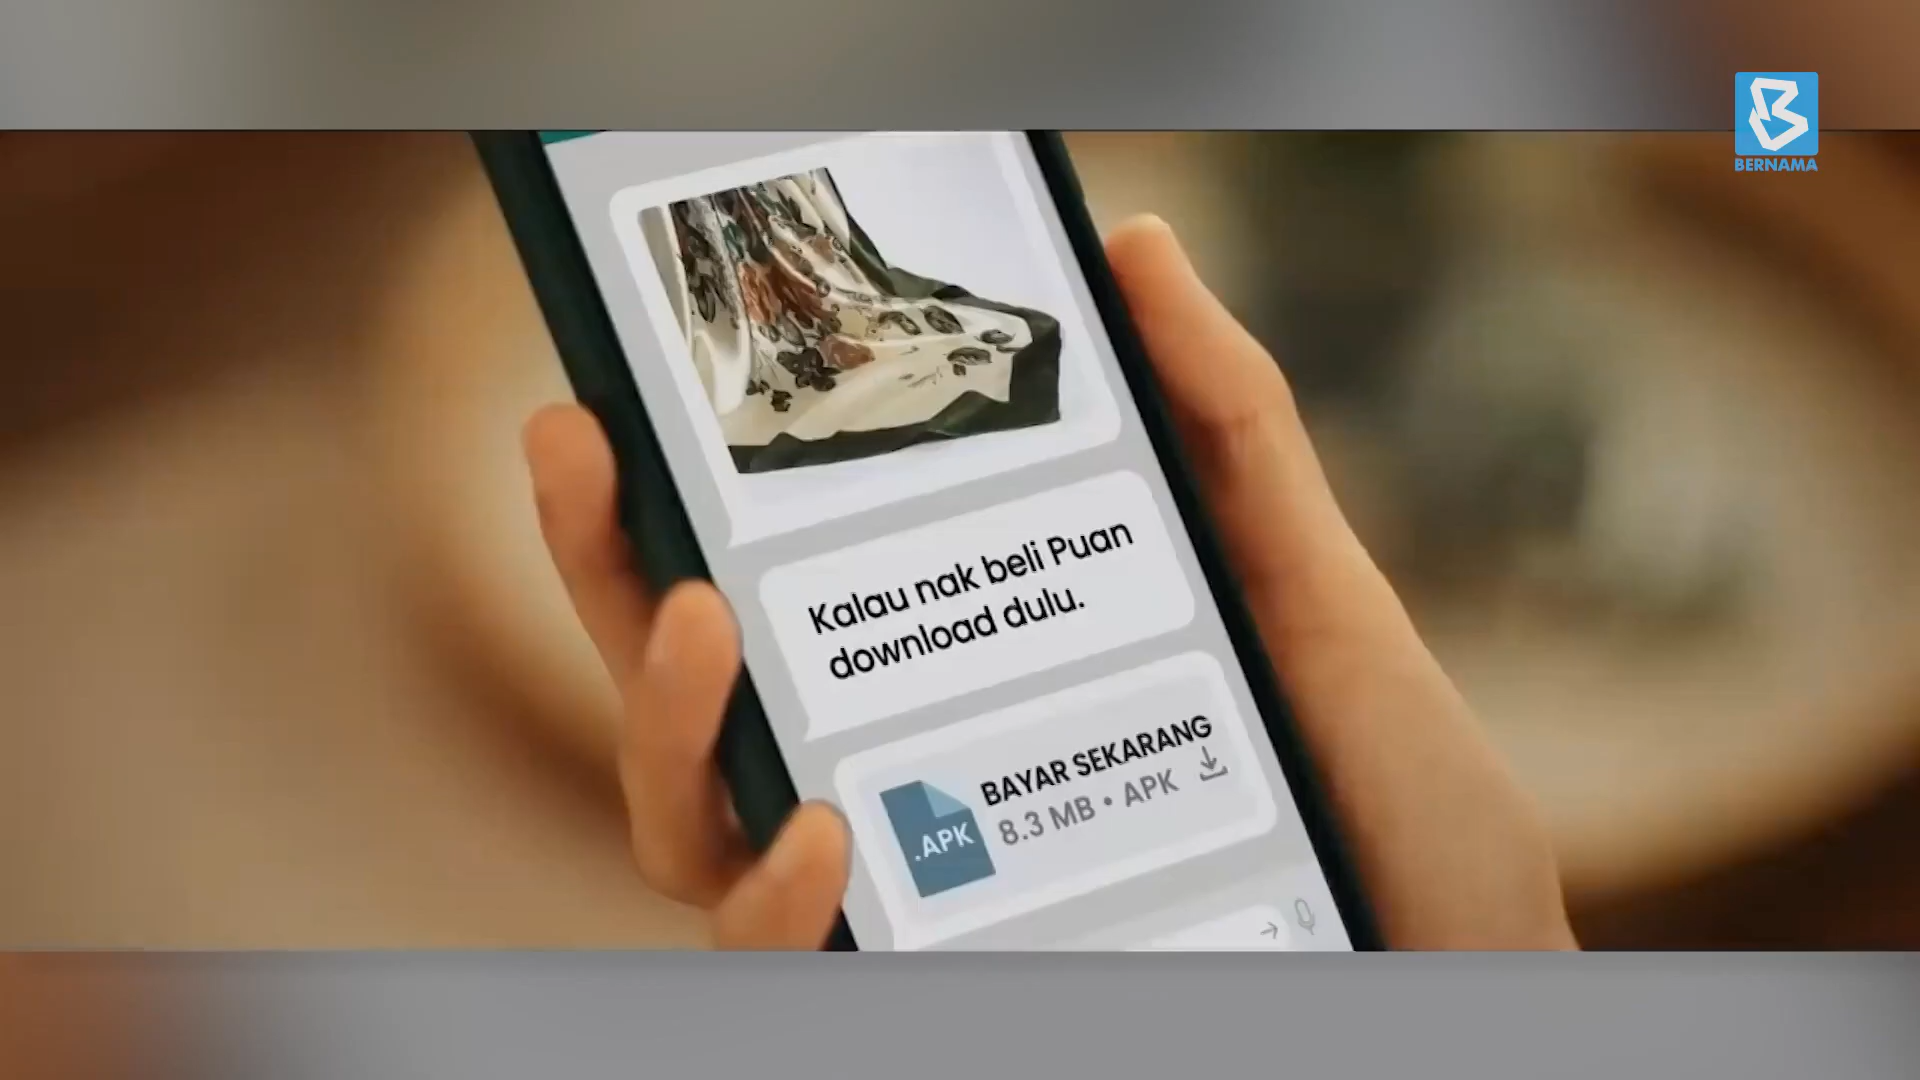 BERNAMA
Kalau nak beli Puan
download dulu.
BAYAR SEKARANG
8.3 MB • APK
.APK